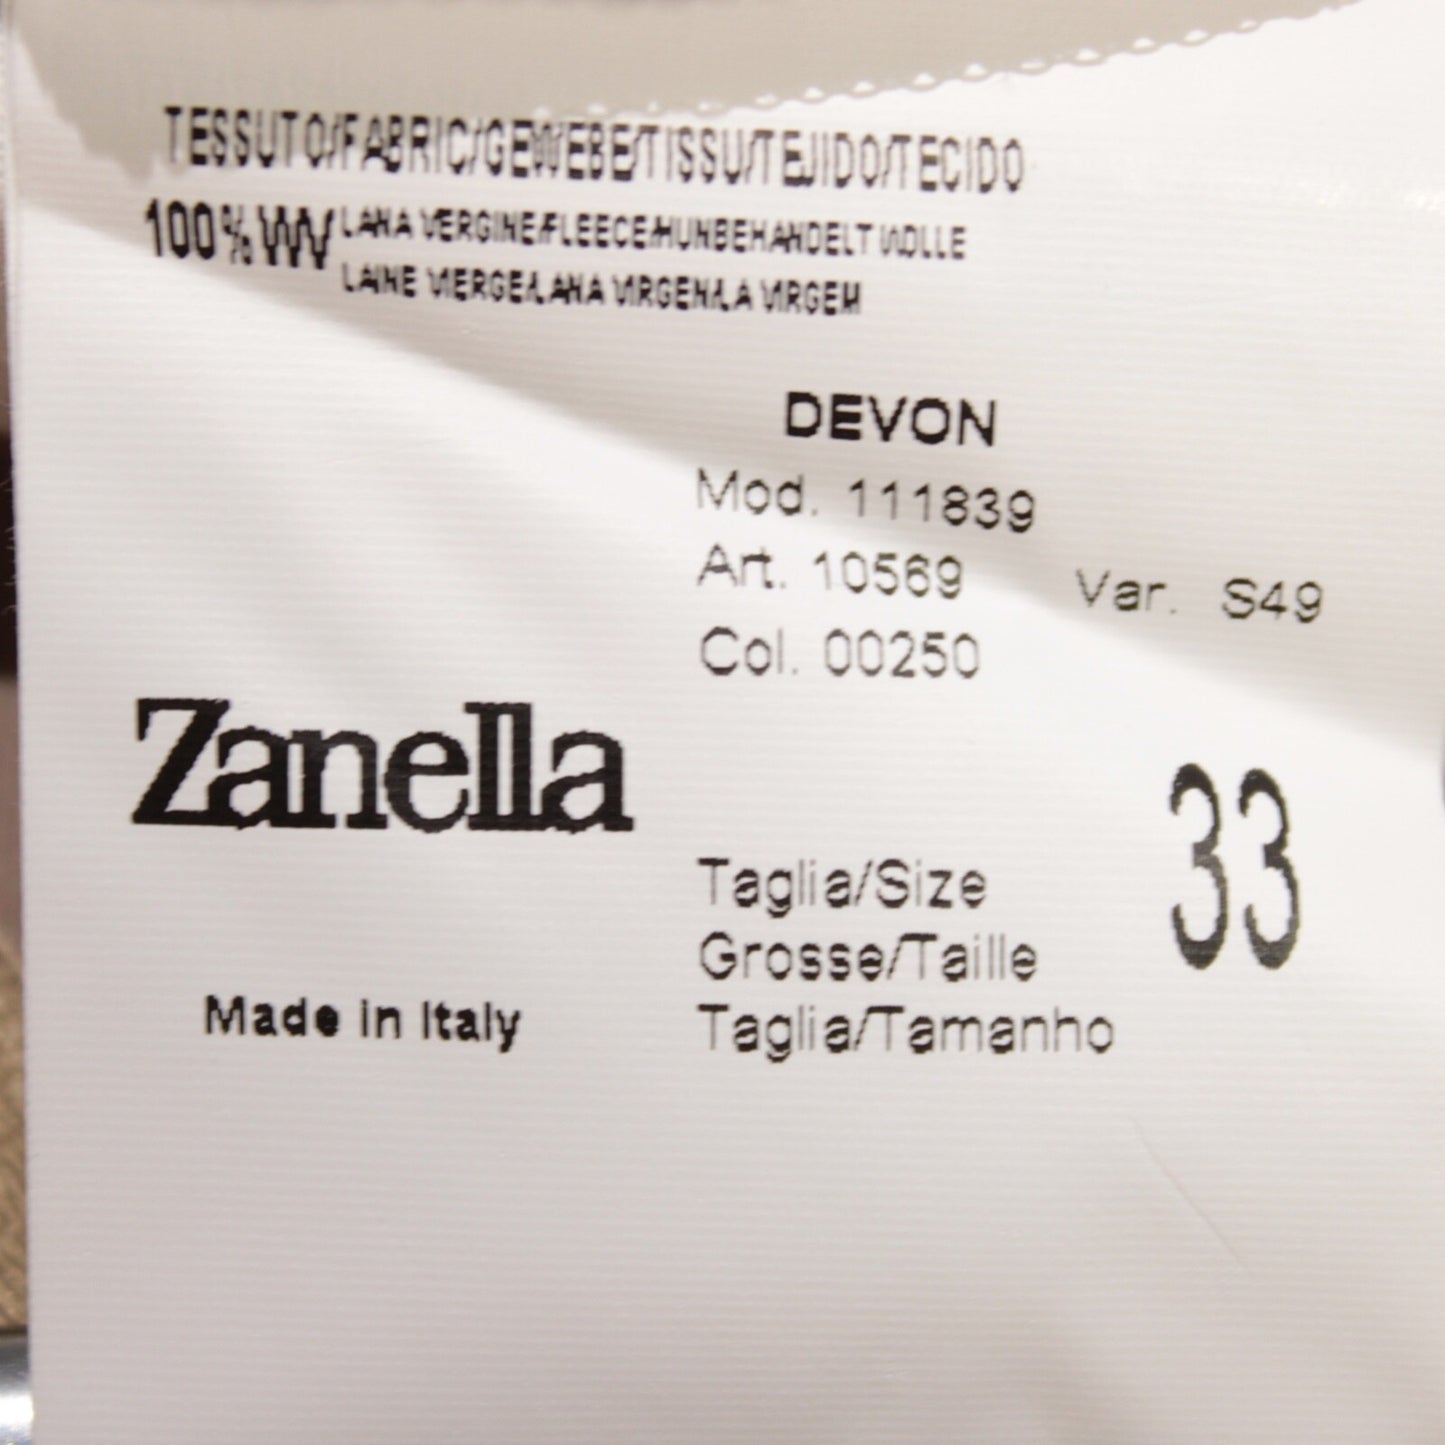 TESSUTO/FABRIC/GEWEBE/TISSU/TEJIDO/TECIDO
100% WV LANA VERGINE/FLEECE/HUNBEHANDELT WOLLE
LAINE VIERGE/LANA VIRGEN/LA VIRGEM
DEVON
Mod. 111839
Art. 10569 Var. S49
Col. 00250
Zanella
33
Taglia/Size
Grosse/Taille
Taglia/Tamanho
Made in Italy